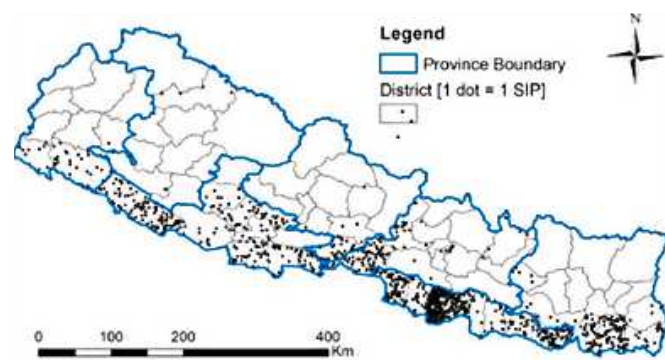 N
Legend
Province Boundary
District [1 dot = 1 SIP]
0 100 200 400
Km